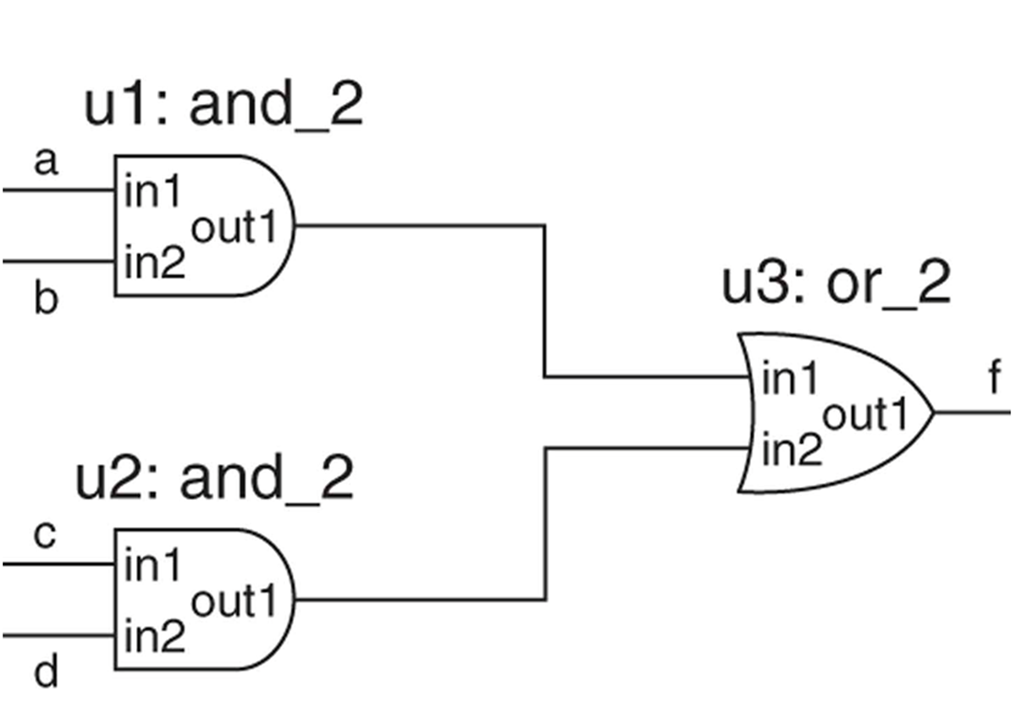 u1: and_2
a
in1
out1
in2
b
u3: or_2
in1
f
out1
in2
u2: and_2
c
in1
out1
in2
d